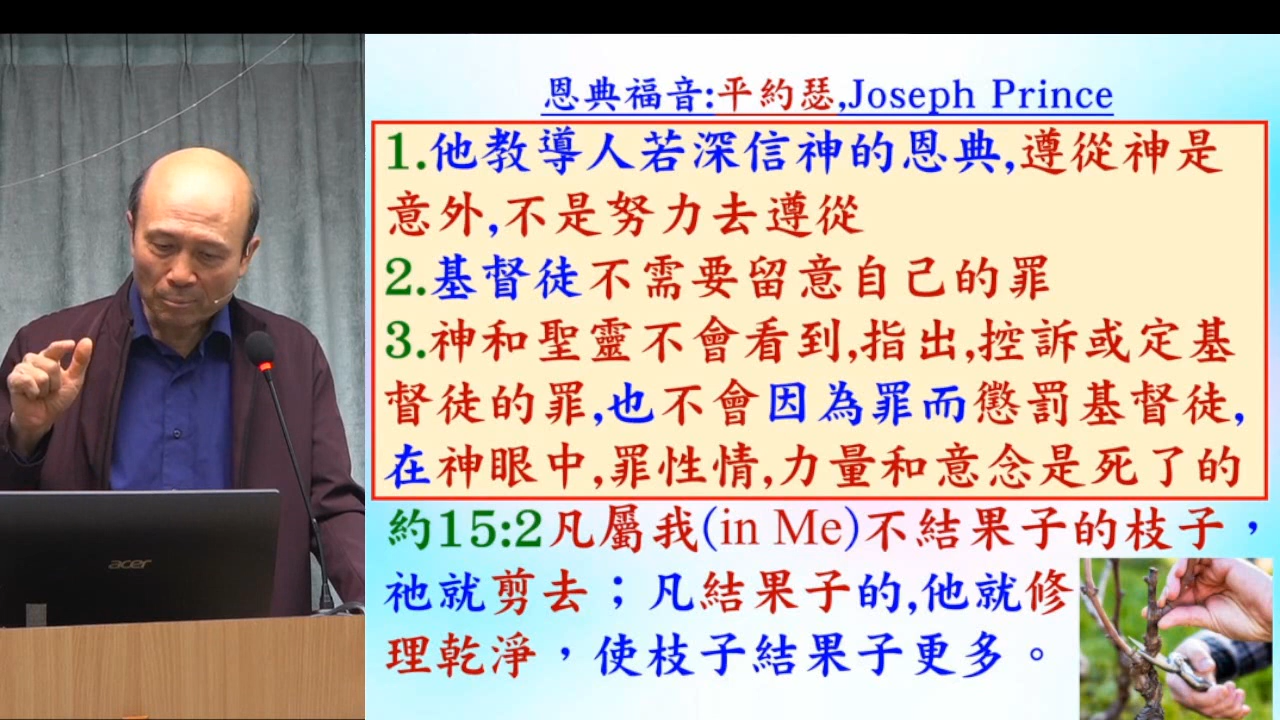 恩典福音:平約瑟,Joseph Prince
1.他教導人若深信神的恩典,遵從神是
意外,不是努力去遵從
2.基督徒不需要留意自己的罪
3.神和聖靈不會看到,指出,控訴或定基
督徒的罪,也不會因為罪而懲罰基督徒,
在神眼中,罪性情,力量和意念是死了的
約15:2凡屬我(in Me)不結果子的枝子，
祂就剪去；凡結果子的,他就修
理乾淨，使枝子結果子更多。
acer